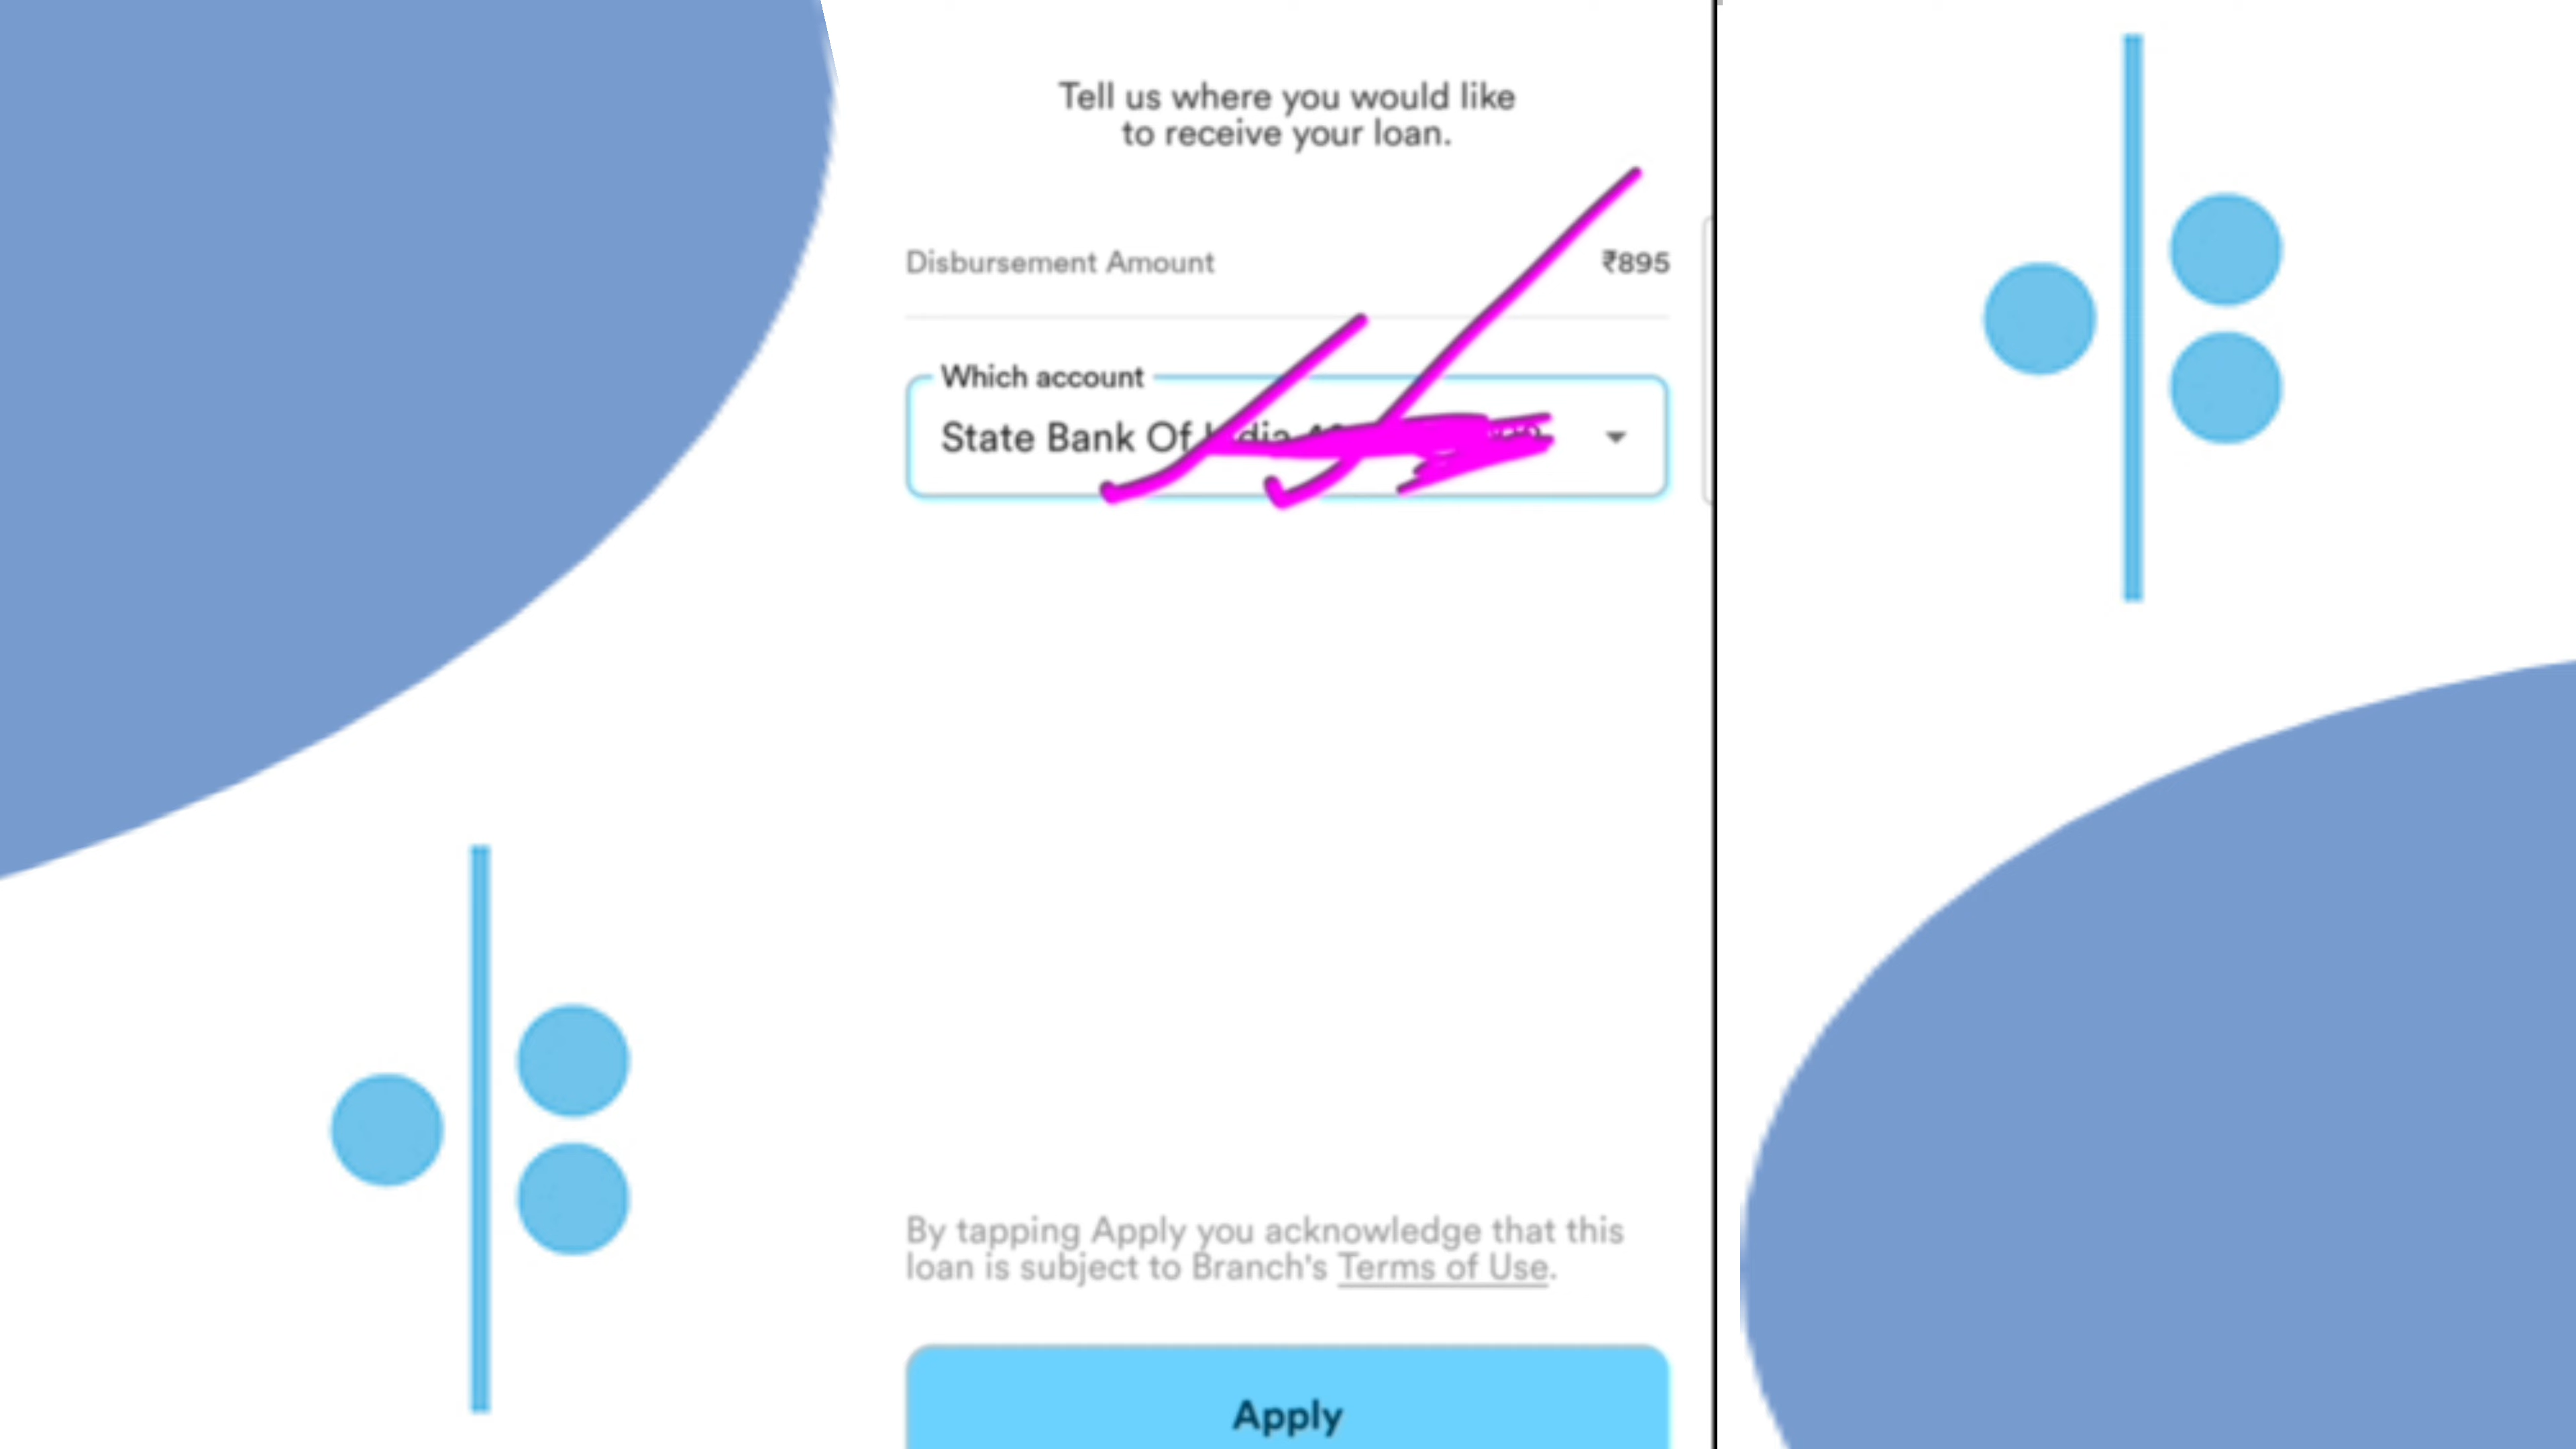 Tell us where you would like
to receive your loan.
Disbursement Amount ₹895
Which account
State Bank Of India
By tapping Apply you acknowledge that this
loan is subject to Branch's Terms of Use.
Apply